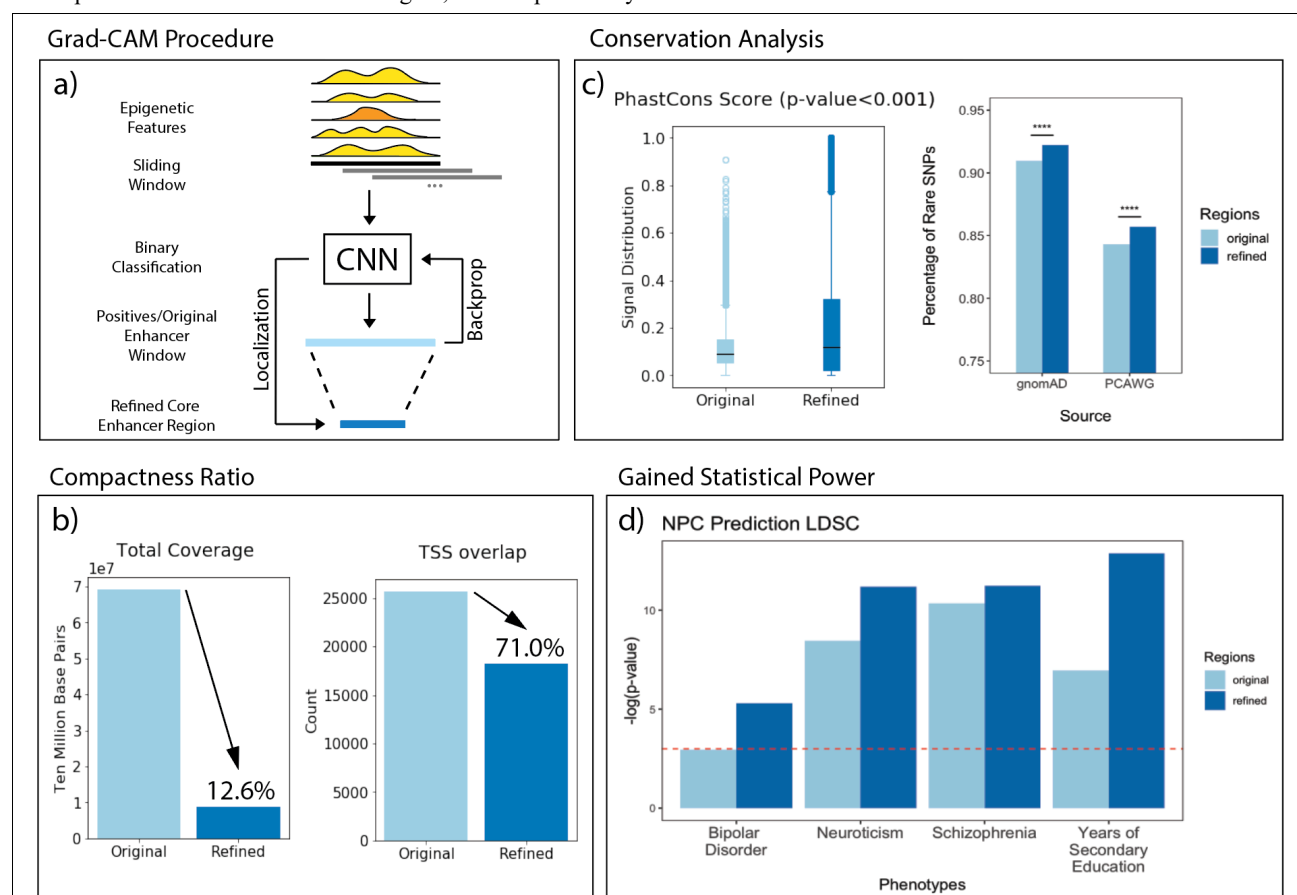 Grad-CAM Procedure
a)
Epigenetic
Features
Sliding
Window
...
Binary
Classification
CNN
Positives/Original
Enhancer
Window
Localization
Backprop
Refined Core
Enhancer Region
Conservation Analysis
c)
PhastCons Score (p-value<0.001)
Signal Distribution
1.0
0.8
0.6
0.4
0.2
0.0
Original
Refined
Percentage of Rare SNPs
0.95
0.90
0.85
0.80
0.75
****
****
gnomAD
PCAWG
Source
Regions
original
refined
Compactness Ratio
b)
Total Coverage
1e7
Ten Million Base Pairs
7
6
5
4
3
2
1
0
12.6%
Original
Refined
TSS overlap
Count
25000
20000
15000
10000
5000
0
71.0%
Original
Refined
Gained Statistical Power
d)
NPC Prediction LDSC
-log(p-value)
10
5
0
Bipolar
Disorder
Neuroticism
Schizophrenia
Years of
Secondary
Education
Phenotypes
Regions
original
refined